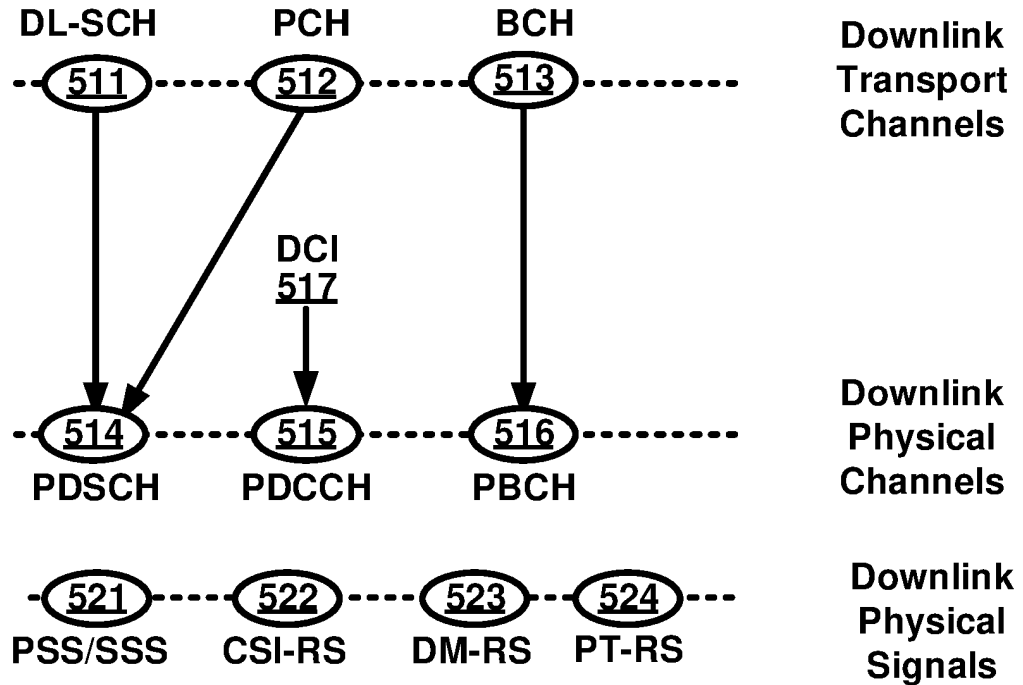 DL-SCH PCH BCH
511 512 513
Downlink
Transport
Channels
DCI
517
514 515 516
PDSCH PDCCH PBCH
Downlink
Physical
Channels
521 522 523 524
PSS/SSS CSI-RS DM-RS PT-RS
Downlink
Physical
Signals